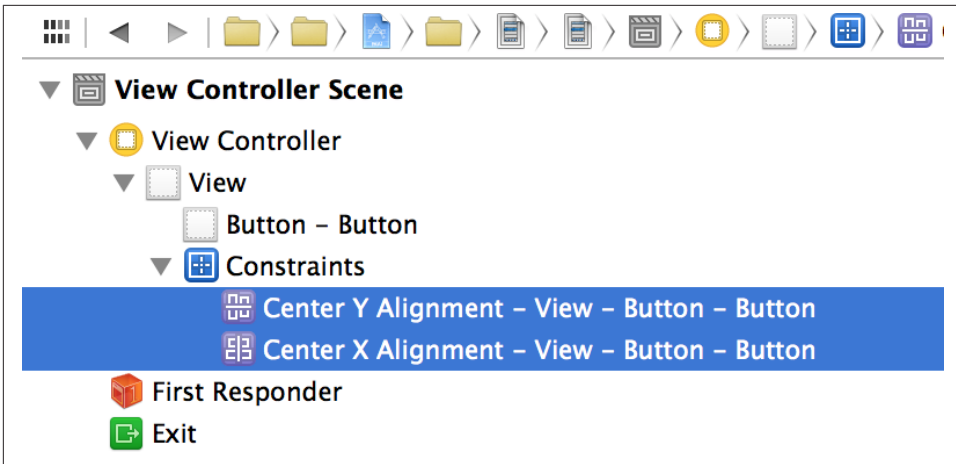 View Controller Scene
View Controller
View
Button – Button
Constraints
Center Y Alignment – View – Button – Button
Center X Alignment – View – Button – Button
First Responder
Exit